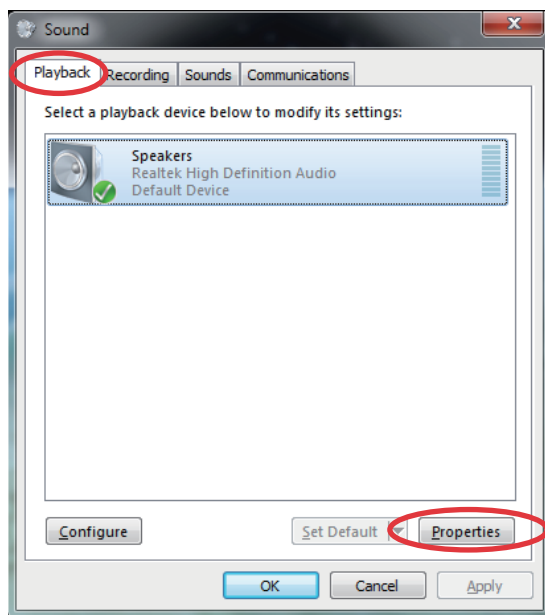 Sound
Playback Recording Sounds Communications
Select a playback device below to modify its settings:
Speakers
Realtek High Definition Audio
Default Device
Configure Set Default Properties
OK Cancel Apply